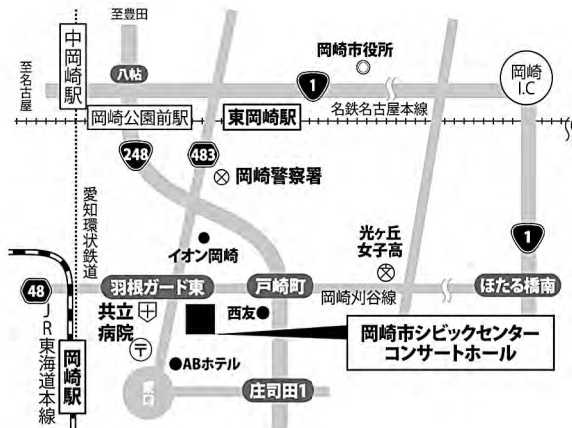 至豊田
中岡崎駅
至名古屋
八帖
岡崎市役所
岡崎
I.C
1
名鉄名古屋本線
岡崎公園前駅
東岡崎駅
248
483
岡崎警察署
愛知環状鉄道
イオン岡崎
光ヶ丘
女子高
1
48
羽根ガード東
戸崎町
岡崎刈谷線
ほたる橋南
共立
病院
西友
岡崎市シビックセンター
コンサートホール
JR東海道本線
岡崎駅
ABホテル
東口
庄司田1